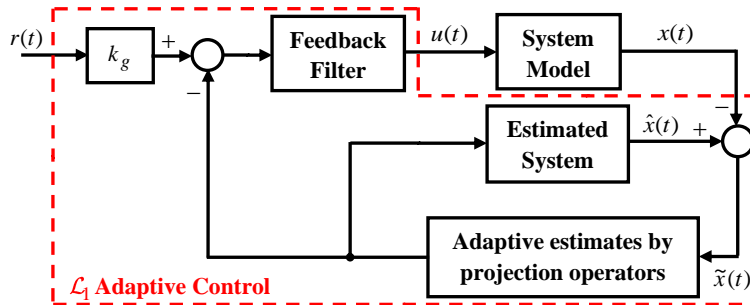 r(t)
k_g
+
−
Feedback
Filter
u(t)
System
Model
x(t)
−
Estimated
System
x̂(t)
+
Adaptive estimates by
projection operators
x̃(t)
ℒ₁ Adaptive Control